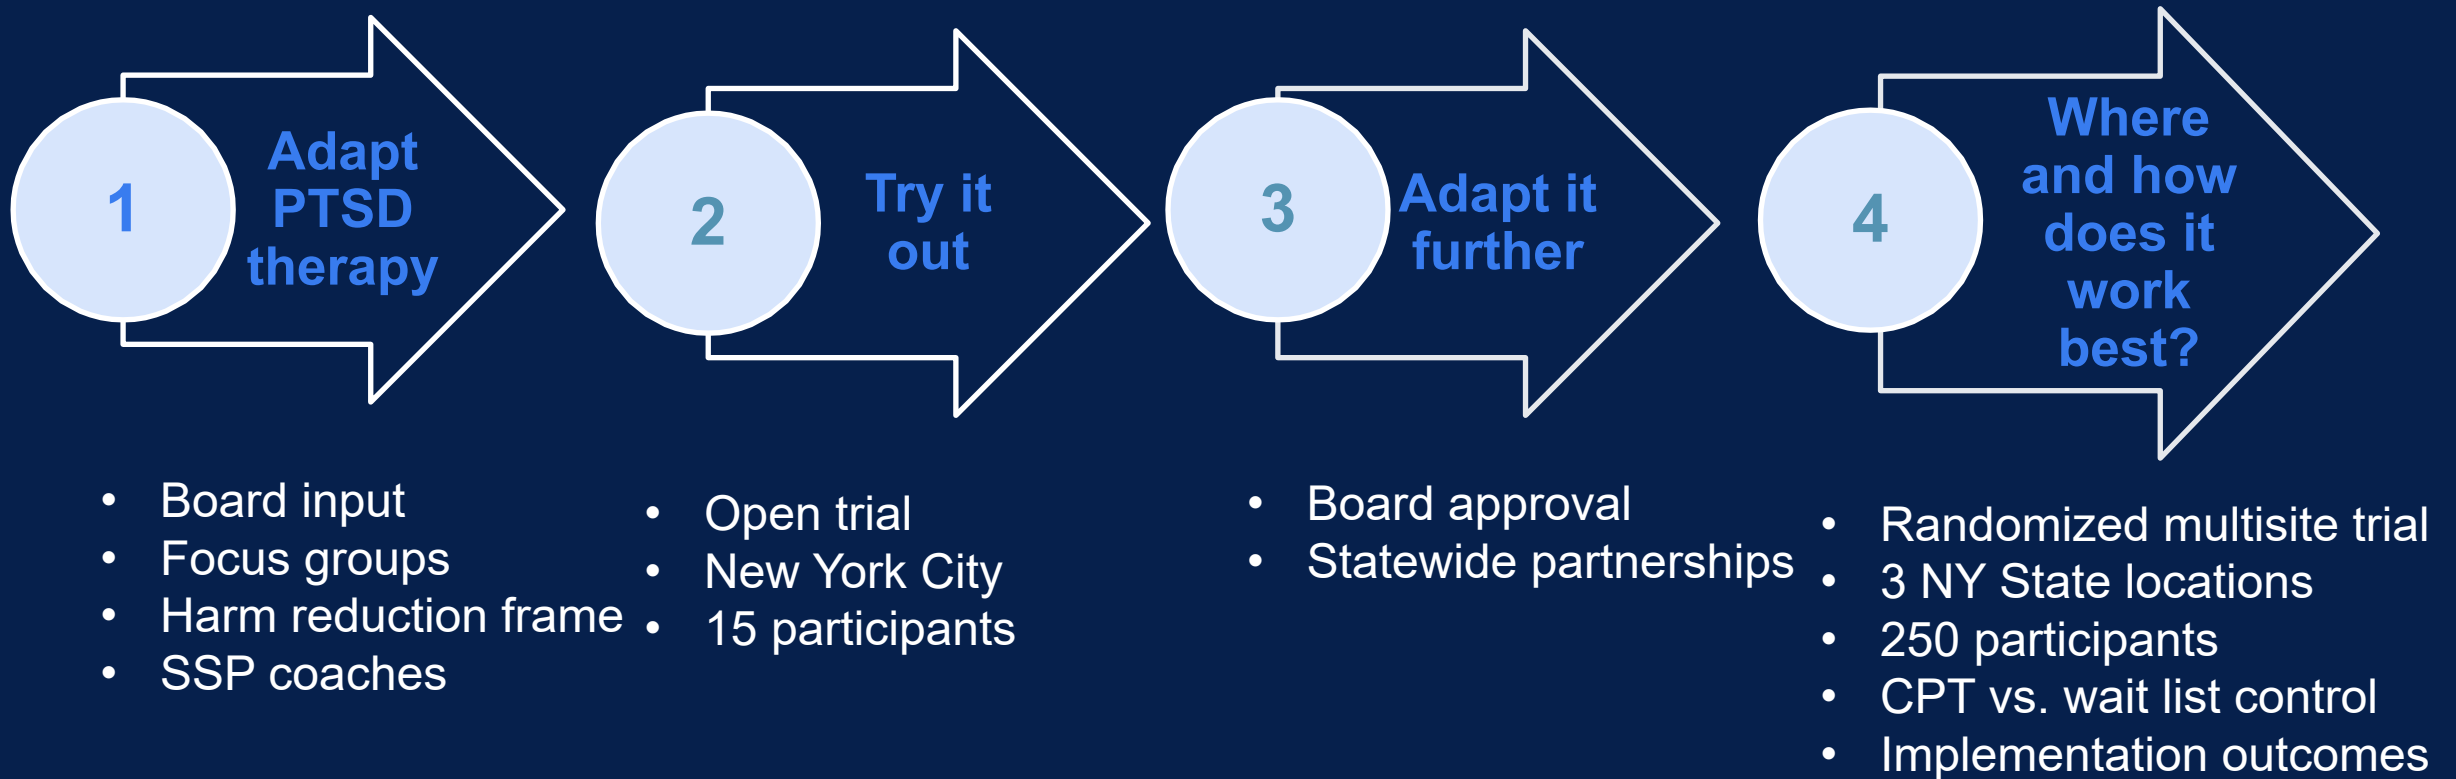 1
Adapt
PTSD
therapy
• Board input
• Focus groups
• Harm reduction frame
• SSP coaches
2
Try it
out
• Open trial
• New York City
• 15 participants
3
Adapt it
further
• Board approval
• Statewide partnerships
4
Where
and how
does it
work
best?
• Randomized multisite trial
• 3 NY State locations
• 250 participants
• CPT vs. wait list control
• Implementation outcomes